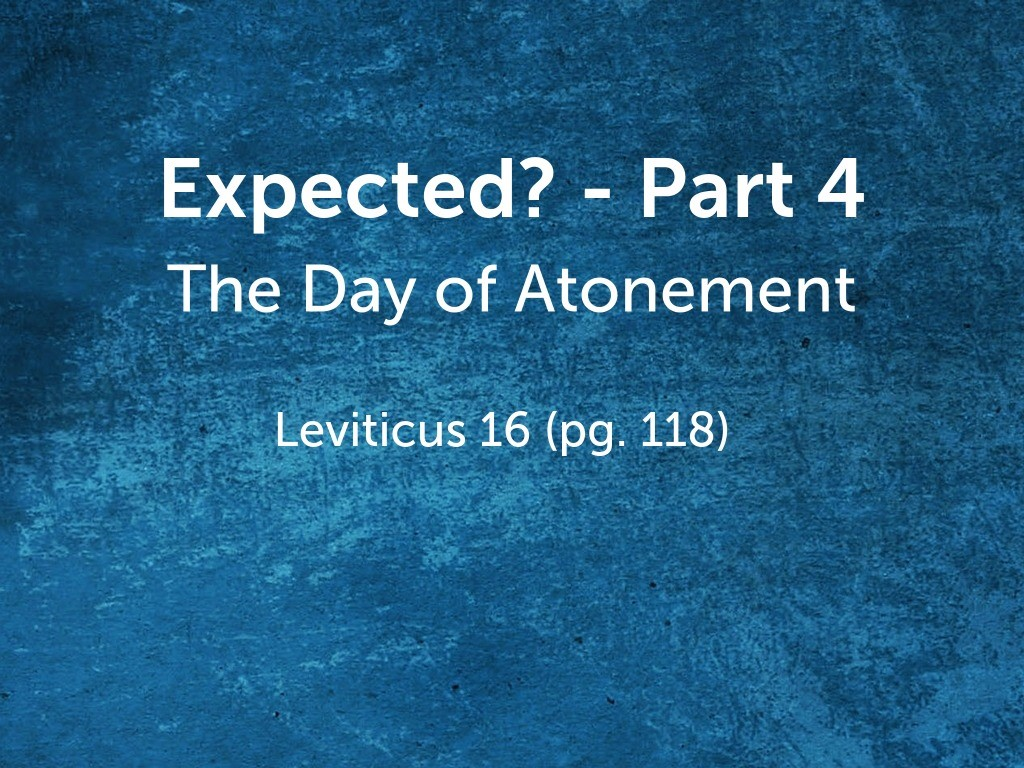 Expected? - Part 4
The Day of Atonement
Leviticus 16 (pg. 118)